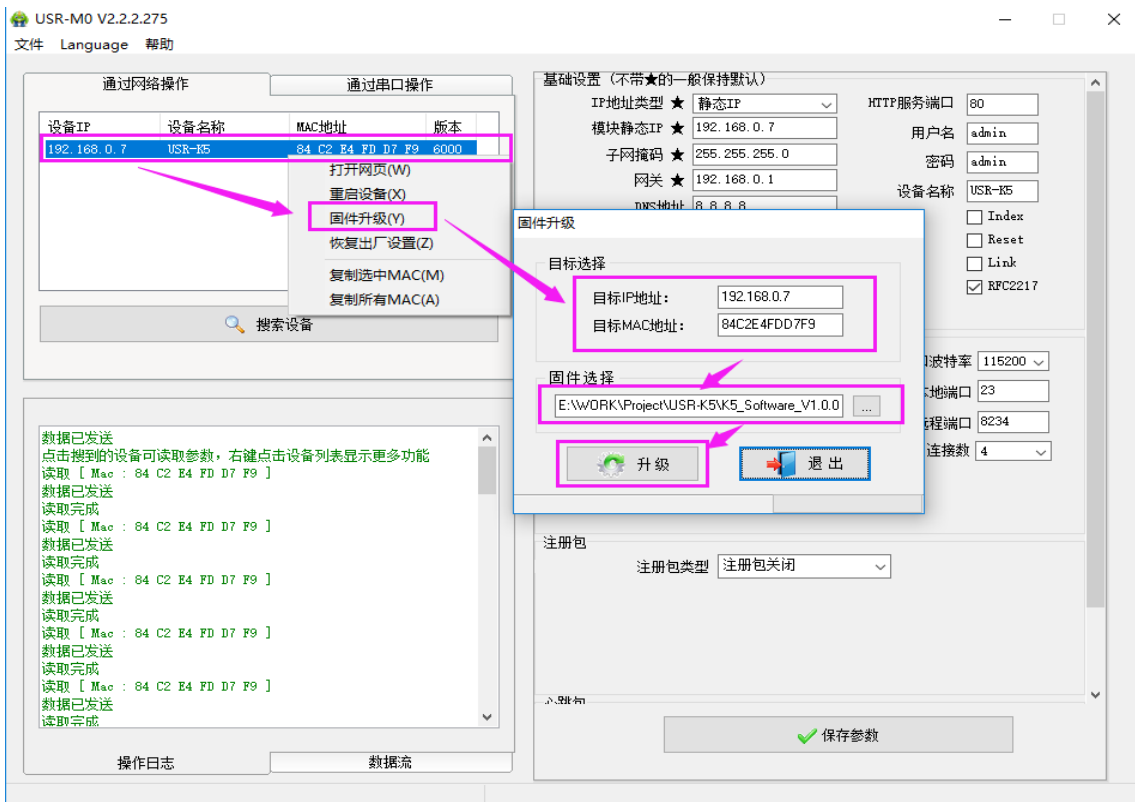 USR-M0 V2.2.2.275
文件 Language 帮助
通过网络操作 通过串口操作
设备IP 设备名称 MAC地址 版本
192.168.0.7 USR-K5 84 C2 E4 FD D7 F9 6000
打开网页(W)
重启设备(X)
固件升级(Y)
恢复出厂设置(Z)
复制选中MAC(M)
复制所有MAC(A)
搜索设备
数据已发送
点击搜到的设备可读取参数，右键点击设备列表显示更多功能
读取 [ Mac : 84 C2 E4 FD D7 F9 ]
数据已发送
读取完成
读取 [ Mac : 84 C2 E4 FD D7 F9 ]
数据已发送
读取完成
读取 [ Mac : 84 C2 E4 FD D7 F9 ]
数据已发送
读取完成
读取 [ Mac : 84 C2 E4 FD D7 F9 ]
数据已发送
读取完成
读取 [ Mac : 84 C2 E4 FD D7 F9 ]
数据已发送
读取完成
操作日志 数据流
基础设置（不带★的一般保持默认）
IP地址类型 ★ 静态IP
模块静态IP ★ 192.168.0.7
子网掩码 ★ 255.255.255.0
网关 ★ 192.168.0.1
DNS地址 8.8.8.8
HTTP服务端口 80
用户名 admin
密码 admin
设备名称 USR-K5
Index
Reset
Link
RFC2217
固件升级
目标选择
目标IP地址： 192.168.0.7
目标MAC地址： 84C2E4FDD7F9
固件选择
E:\WORK\Project\USR-K5\K5_Software_V1.0.0 ...
升级 退出
波特率 115200
地端口 23
程端口 8234
连接数 4
注册包
注册包类型 注册包关闭
心跳包
保存参数